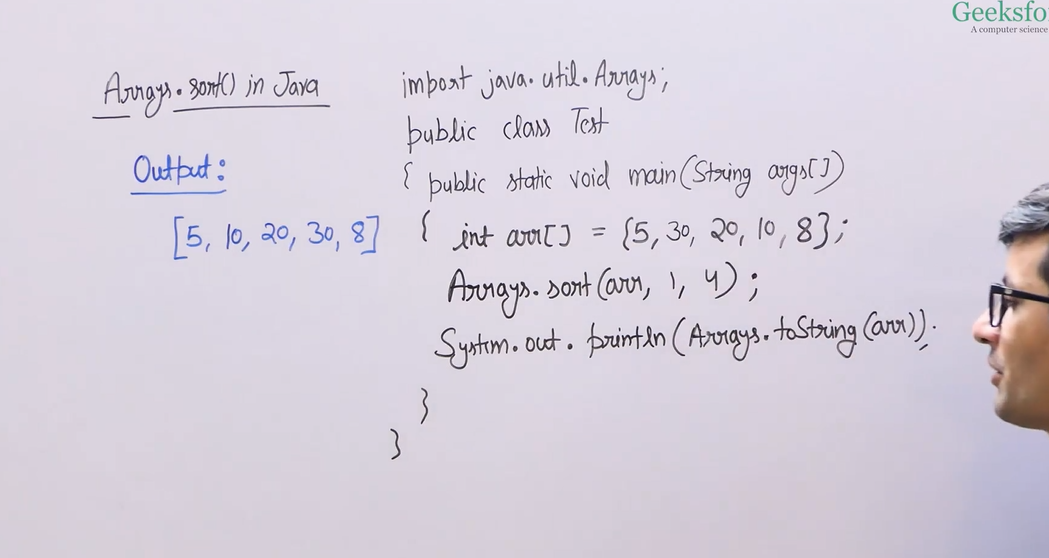 Geeksfo
A computer science
Arrays.sort() in Java
Output:
[5, 10, 20, 30, 8]
import java.util.Arrays;
public class Test
{ public static void main(String args[])
{ int arr[] = {5, 30, 20, 10, 8};
Arrays.sort(arr, 1, 4);
System.out.println(Arrays.toString(arr));
}
}